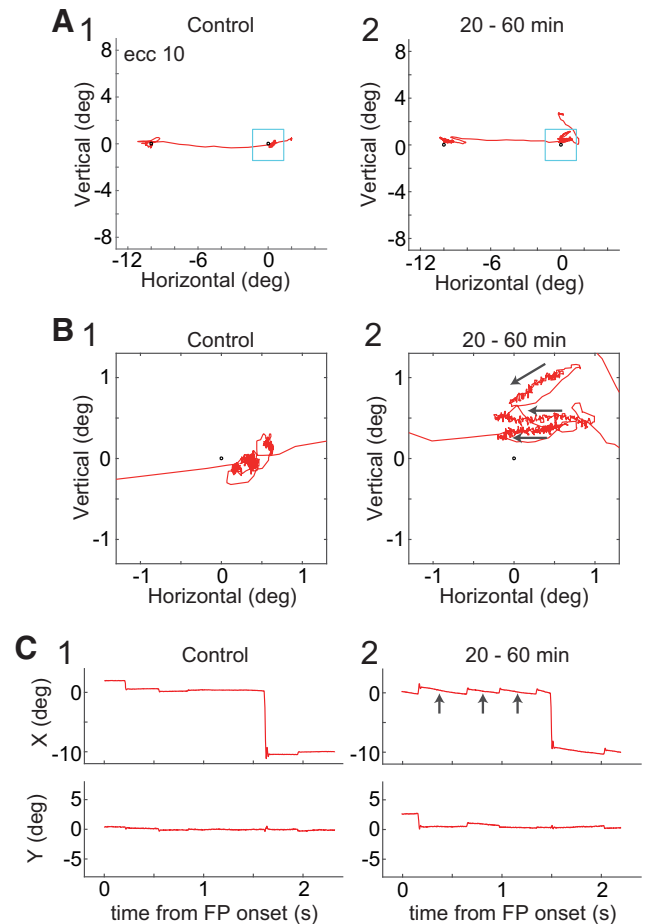 A 1 Control
ecc 10
8
4
0
-4
-8
Vertical (deg)
-12 -6 0
Horizontal (deg)
2 20 - 60 min
8
4
0
-4
-8
Vertical (deg)
-12 -6 0
Horizontal (deg)
B 1 Control
1
0
-1
Vertical (deg)
-1 0 1
Horizontal (deg)
2 20 - 60 min
1
0
-1
Vertical (deg)
-1 0 1
Horizontal (deg)
C 1 Control
0
-10
X (deg)
2 20 - 60 min
0
-10
5
0
-5
Y (deg)
0 1 2
time from FP onset (s)
5
0
-5
0 1 2
time from FP onset (s)